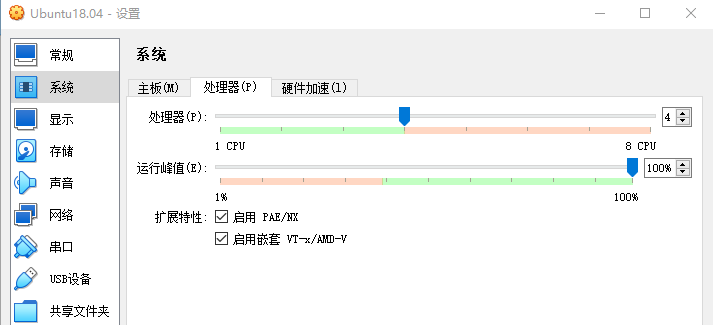 Ubuntu18.04 - 设置
常规
系统
显示
存储
声音
网络
串口
USB设备
共享文件夹
系统
主板(M) 处理器(P) 硬件加速(l)
处理器(P): 4
1 CPU 8 CPU
运行峰值(E): 100%
1% 100%
扩展特性: 启用 PAE/NX
启用嵌套 VT-x/AMD-V